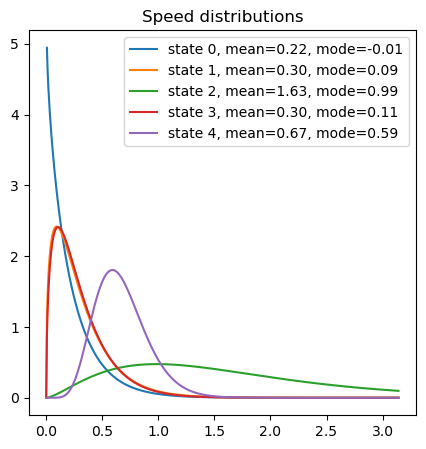 Speed distributions
state 0, mean=0.22, mode=-0.01
state 1, mean=0.30, mode=0.09
state 2, mean=1.63, mode=0.99
state 3, mean=0.30, mode=0.11
state 4, mean=0.67, mode=0.59
5
4
3
2
1
0
0.0 0.5 1.0 1.5 2.0 2.5 3.0